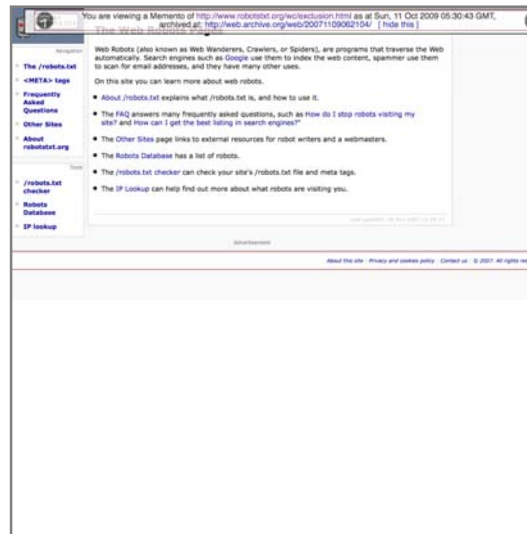 You are viewing a Memento of http://www.robotstxt.org/wc/exclusion.html as at Sun, 11 Oct 2009 05:30:43 GMT,
archived at: http://web.archive.org/web/20071109062104/ [ hide this ]
The Web Robots Pages
Navigation
The /robots.txt
<META> tags
Frequently
Asked
Questions
Other Sites
About
robotstxt.org
Tools
/robots.txt
checker
Robots
Database
IP lookup
Web Robots (also known as Web Wanderers, Crawlers, or Spiders), are programs that traverse the Web
automatically. Search engines such as Google use them to index the web content, spammer use them
to scan for email addresses, and they have many other uses.
On this site you can learn more about web robots.
About /robots.txt explains what /robots.txt is, and how to use it.
The FAQ answers many frequently asked questions, such as How do I stop robots visiting my
site? and How can I get the best listing in search engines?"
The Other Sites page links to external resources for robot writers and a webmasters.
The Robots Database has a list of robots.
The /robots.txt checker can check your site's /robots.txt file and meta tags.
The IP Lookup can help find out more about what robots are visiting you.
Advertisement
About this site Privacy and cookies policy Contact us © 2007. All rights